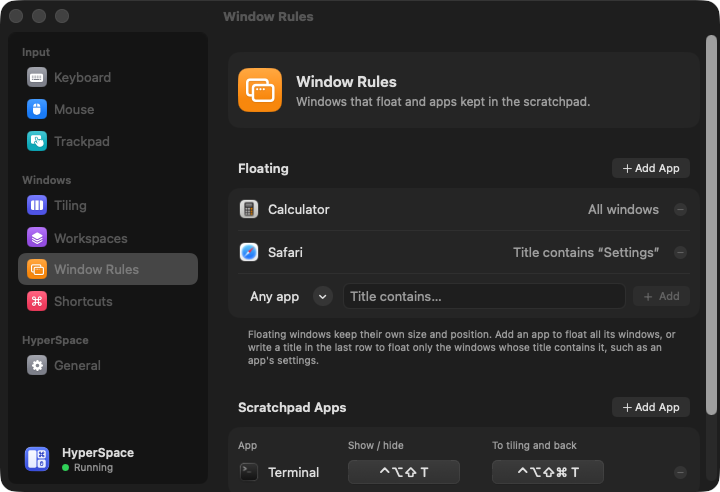 Window Rules
Input
Keyboard
Mouse
Trackpad
Windows
Tiling
Workspaces
Window Rules
Shortcuts
HyperSpace
General
HyperSpace
Running
Window Rules
Windows that float and apps kept in the scratchpad.
Floating
+ Add App
Calculator All windows
Safari Title contains “Settings”
Any app Title contains... + Add
Floating windows keep their own size and position. Add an app to float all its windows, or
write a title in the last row to float only the windows whose title contains it, such as an
app's settings.
Scratchpad Apps + Add App
App Show / hide To tiling and back
Terminal ⌃⌥⇧ T ⌃⌥⇧⌘ T